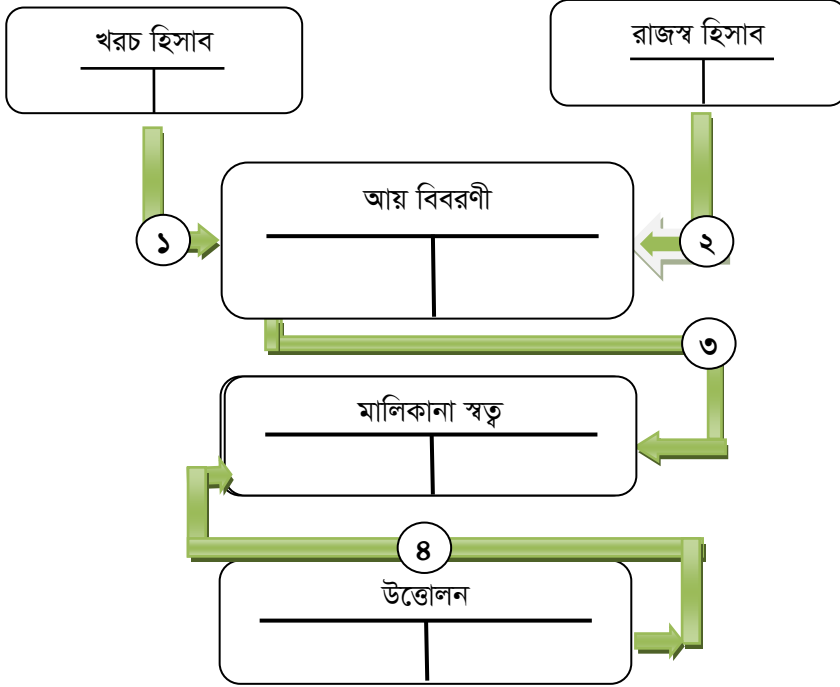 খরচ হিসাব
রাজস্ব হিসাব
আয় বিবরণী
১
২
৩
মালিকানা স্বত্ব
৪
উত্তোলন